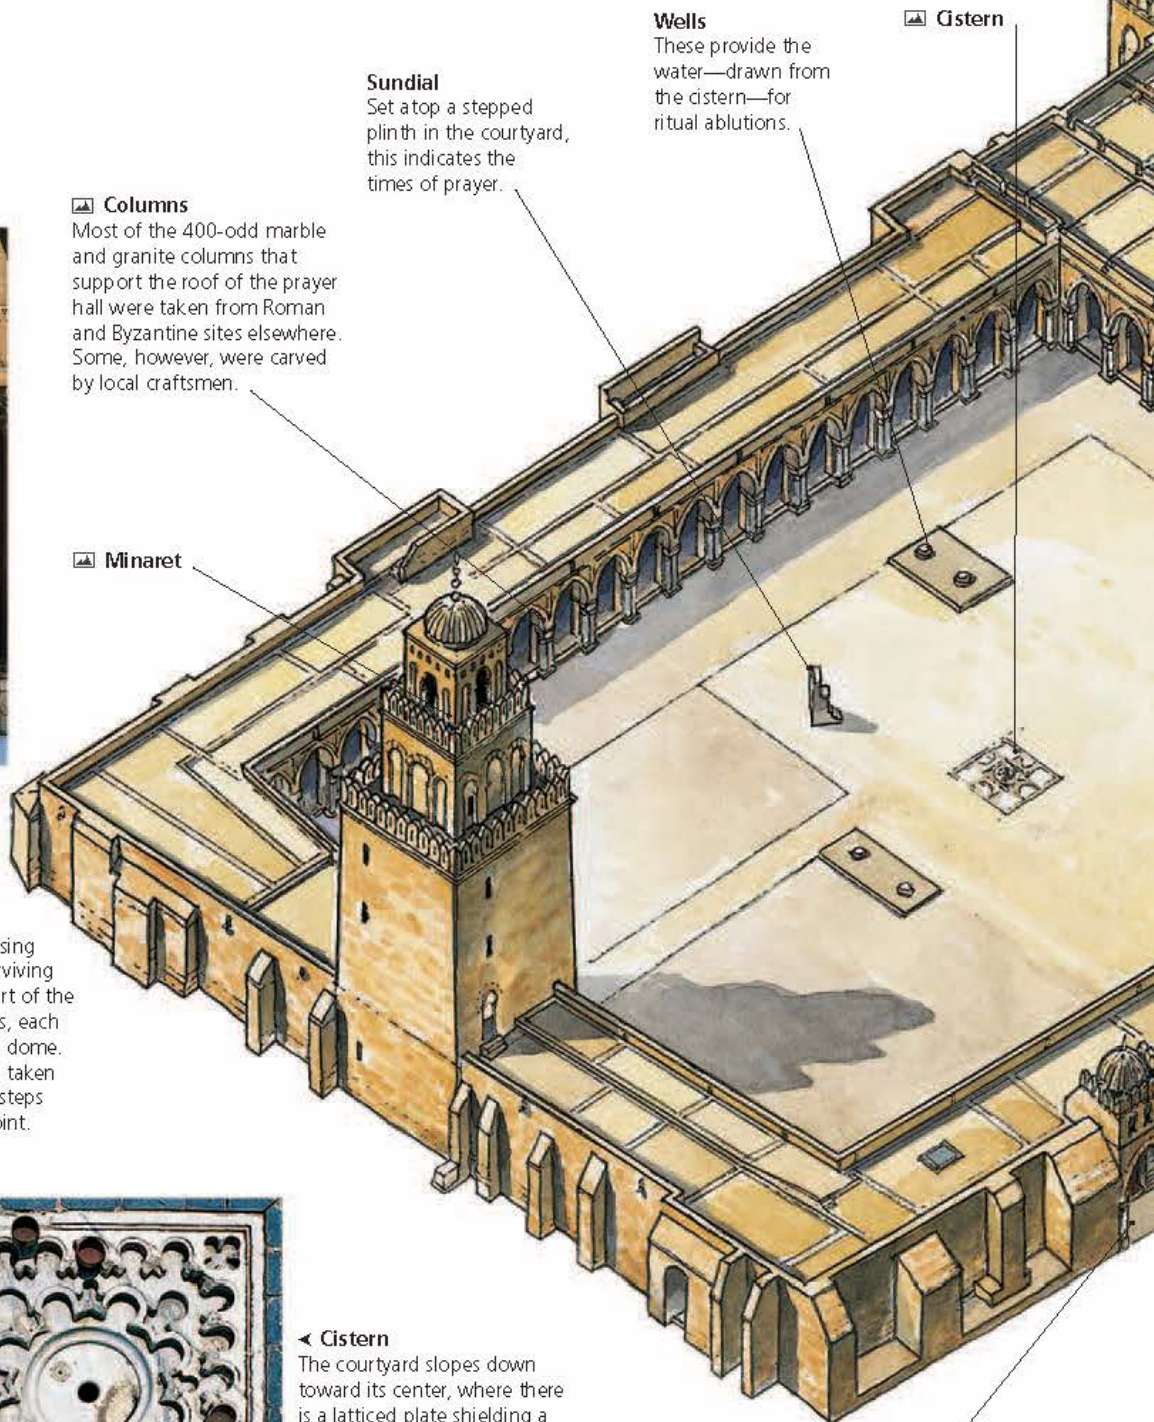 Wells
These provide the
water—drawn from
the cistern—for
ritual ablutions.
Cistern
Sundial
Set atop a stepped
plinth in the courtyard,
this indicates the
times of prayer.
Columns
Most of the 400-odd marble
and granite columns that
support the roof of the prayer
hall were taken from Roman
and Byzantine sites elsewhere.
Some, however, were carved
by local craftsmen.
Minaret
rt of the
s, each
dome.
taken
steps
◄ Cistern
The courtyard slopes down
toward its center, where there
is a latticed plate shielding a